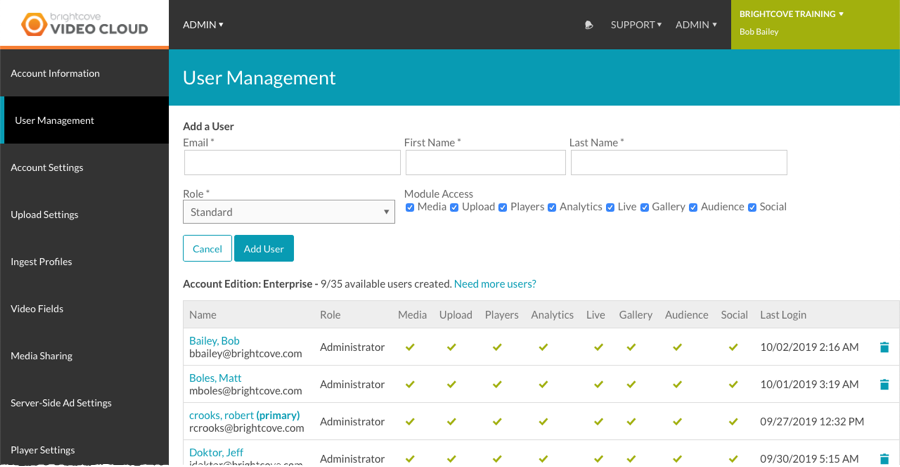 brightcove
VIDEO CLOUD
ADMIN
SUPPORT ADMIN
BRIGHTCOVE TRAINING
Bob Bailey
Account Information
User Management
Account Settings
Upload Settings
Ingest Profiles
Video Fields
Media Sharing
Server-Side Ad Settings
Player Settings
User Management
Add a User
Email * First Name * Last Name *
Role * Module Access
Standard
Media Upload Players Analytics Live Gallery Audience Social
Cancel Add User
Account Edition: Enterprise - 9/35 available users created. Need more users?
Name Role Media Upload Players Analytics Live Gallery Audience Social Last Login
Bailey, Bob
bbailey@brightcove.com Administrator 10/02/2019 2:16 AM
Boles, Matt
mboles@brightcove.com Administrator 10/01/2019 3:19 AM
crooks, robert (primary)
rcrooks@brightcove.com Administrator 09/27/2019 12:32 PM
Doktor, Jeff
Administrator 09/30/2019 5:15 AM